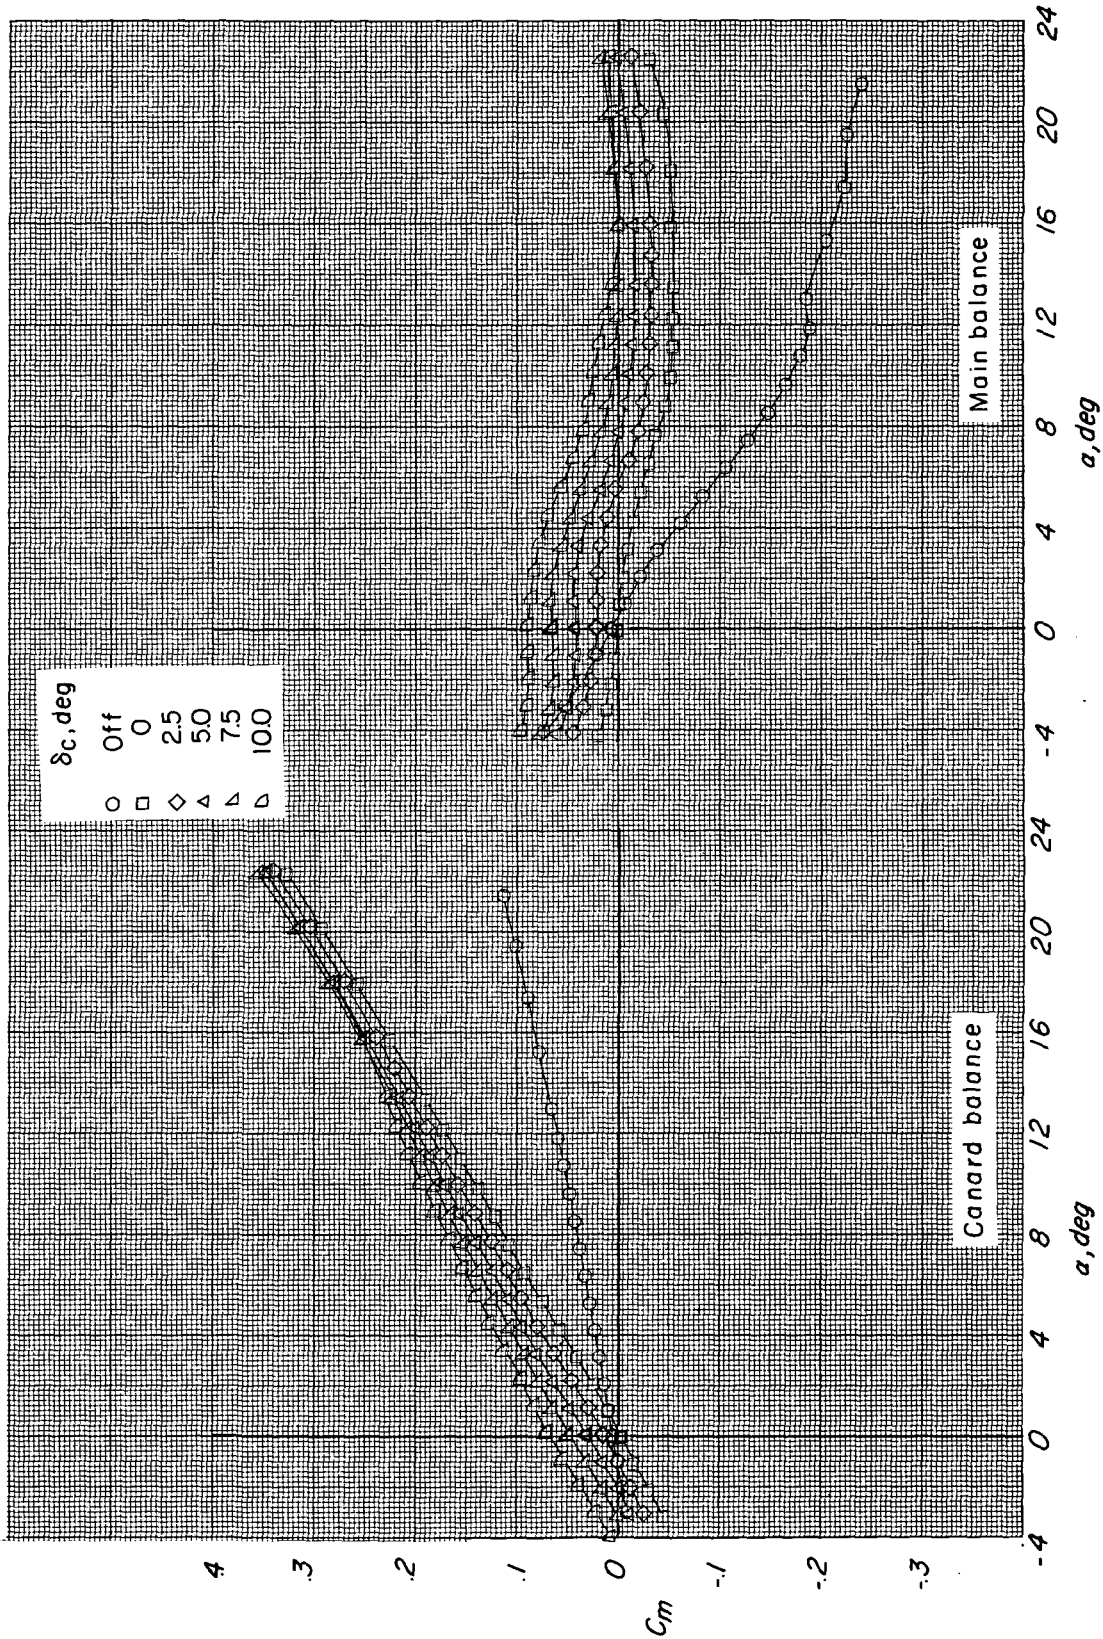 δc, deg
○ Off
□ 0
◇ 2.5
△ 5.0
◺ 7.5
▷ 10.0
.4
.3
.2
.1
0
-.1
-.2
-.3
Cm
-4 0 4 8 12 16 20 24
-4 0 4 8 12 16 20 24
Canard balance
Main balance
α, deg
α, deg